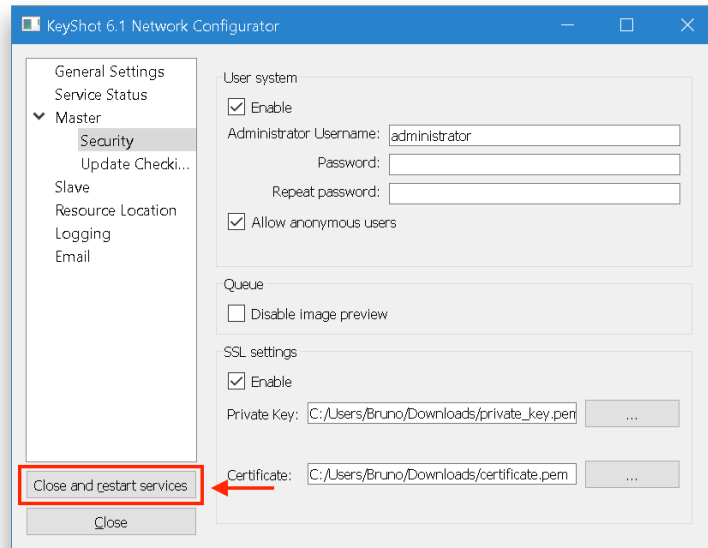 KeyShot 6.1 Network Configurator
General Settings
Service Status
Master
Security
Update Checki...
Slave
Resource Location
Logging
Email
Close and restart services
Close
User system
Enable
Administrator Username: administrator
Password:
Repeat password:
Allow anonymous users
Queue
Disable image preview
SSL settings
Enable
Private Key: C:/Users/Bruno/Downloads/private_key.pem ...
Certificate: C:/Users/Bruno/Downloads/certificate.pem ...